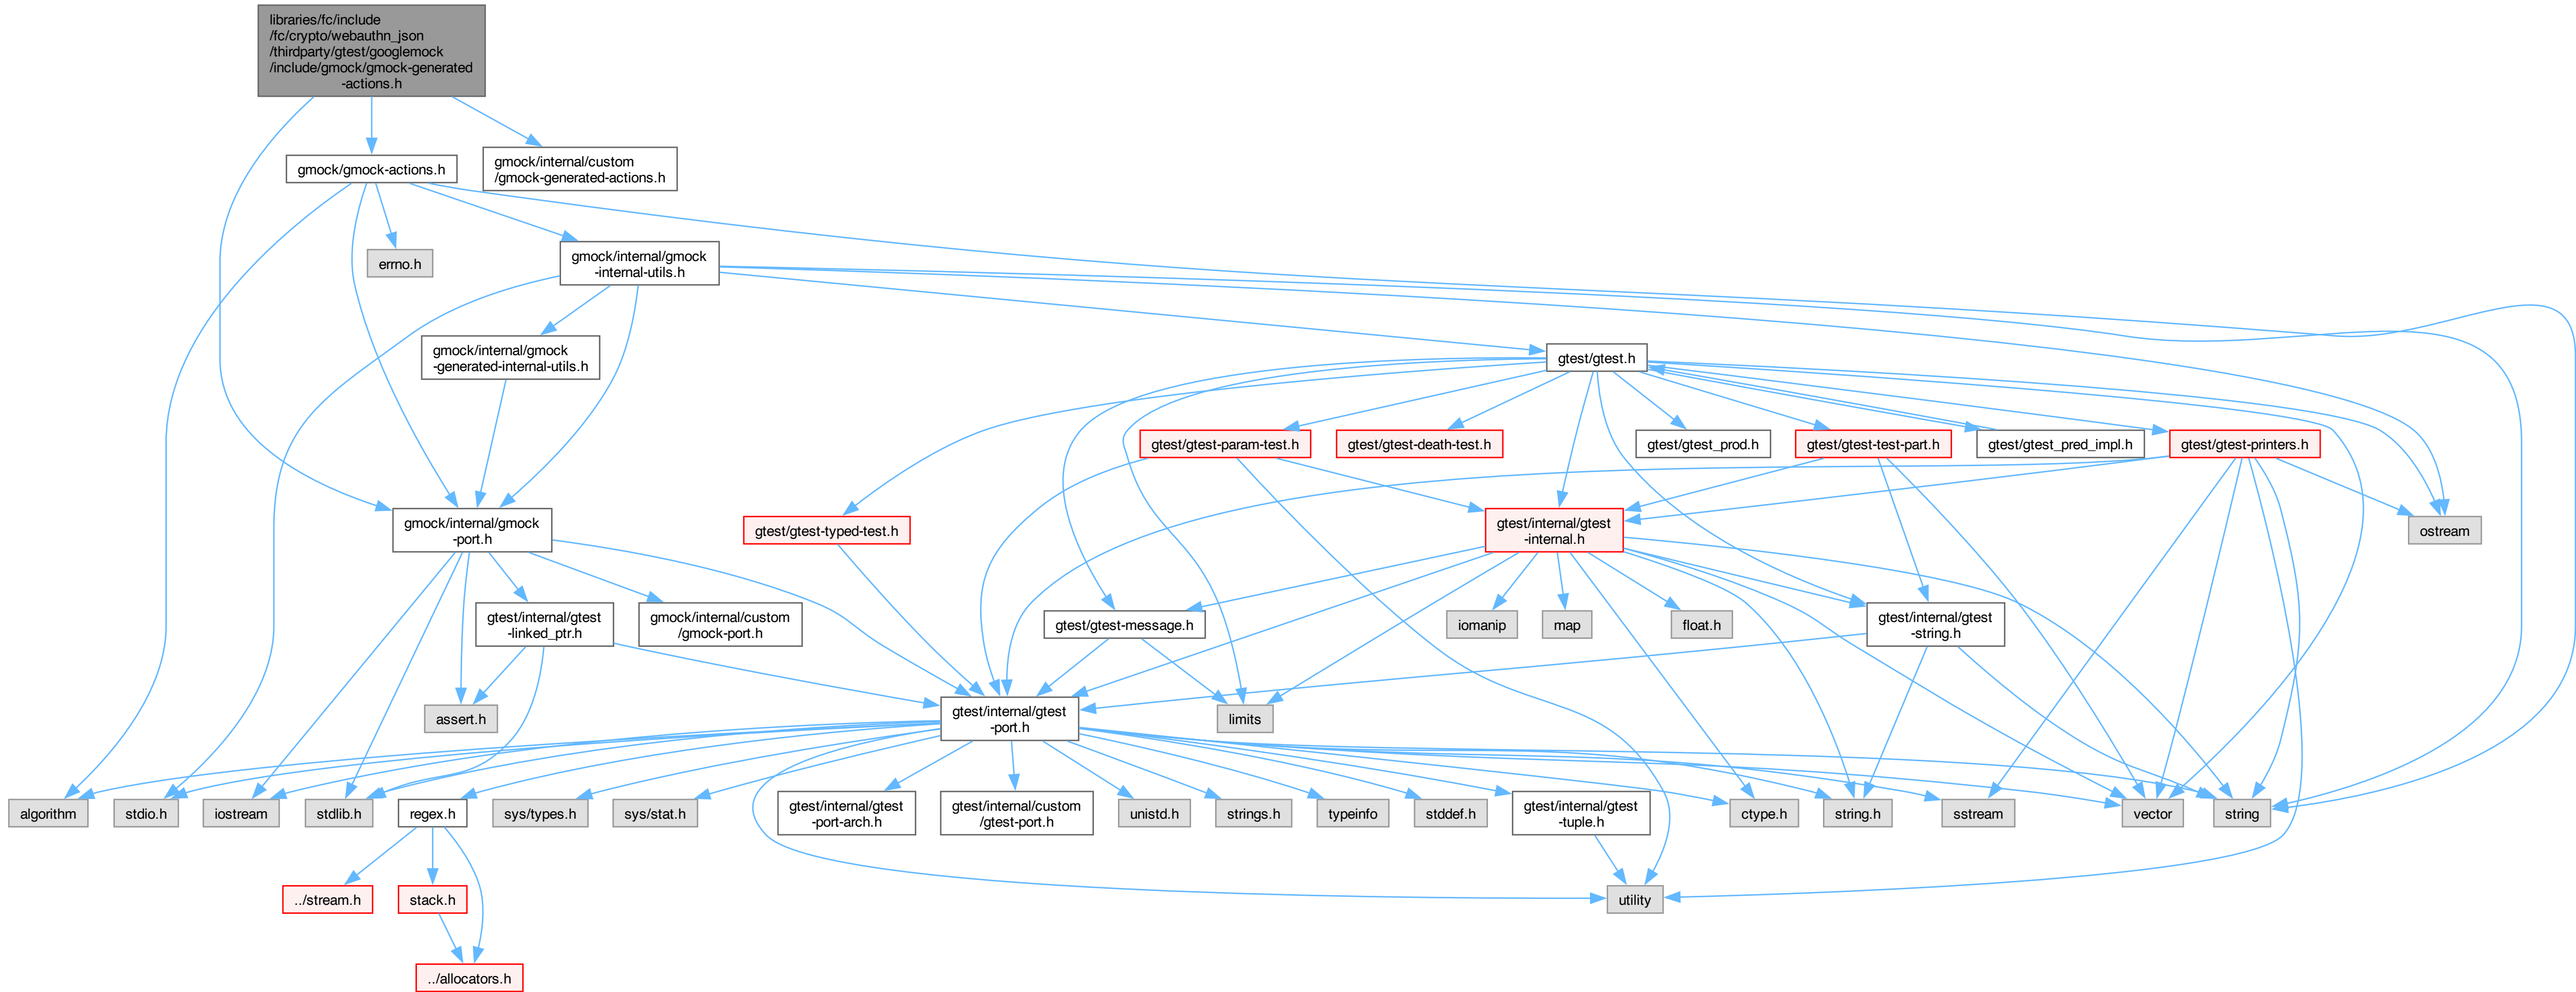 libraries/fc/include
/fc/crypto/webauthn_json
/thirdparty/gtest/googlemock
/include/gmock/gmock-generated
-actions.h
gmock/gmock-actions.h
gmock/internal/custom
/gmock-generated-actions.h
errno.h
gmock/internal/gmock
-internal-utils.h
gmock/internal/gmock
-generated-internal-utils.h
gtest/gtest.h
gtest/gtest-param-test.h
gtest/gtest-death-test.h
gtest/gtest_prod.h
gtest/gtest-test-part.h
gtest/gtest_pred_impl.h
gtest/gtest-printers.h
gmock/internal/gmock
-port.h
gtest/gtest-typed-test.h
gtest/internal/gtest
-internal.h
ostream
gtest/internal/gtest
-linked_ptr.h
gmock/internal/custom
/gmock-port.h
gtest/gtest-message.h
iomanip
map
float.h
gtest/internal/gtest
-string.h
assert.h
gtest/internal/gtest
-port.h
limits
algorithm
stdio.h
iostream
stdlib.h
regex.h
sys/types.h
sys/stat.h
gtest/internal/gtest
-port-arch.h
gtest/internal/custom
/gtest-port.h
unistd.h
strings.h
typeinfo
stddef.h
gtest/internal/gtest
-tuple.h
ctype.h
string.h
sstream
vector
string
../stream.h
stack.h
utility
../allocators.h